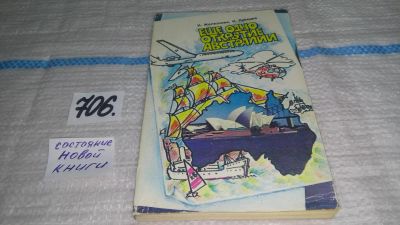 ЕЩЕ ОДНО
ОТКРЫТИЕ
АВСТРАЛИИ
706.
состояние
Новой
книги